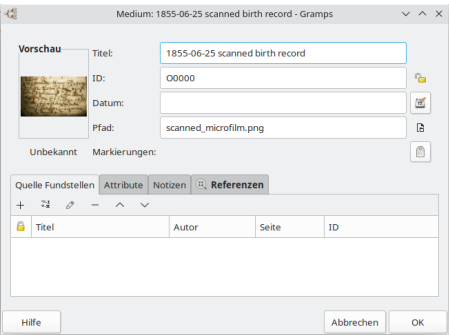 Medium: 1855-06-25 scanned birth record - Gramps
Vorschau
Titel: 1855-06-25 scanned birth record
ID: O0000
Datum:
Pfad: scanned_microfilm.png
Unbekannt Markierungen:
Quelle Fundstellen Attribute Notizen Referenzen
Titel Autor Seite ID
Hilfe Abbrechen OK